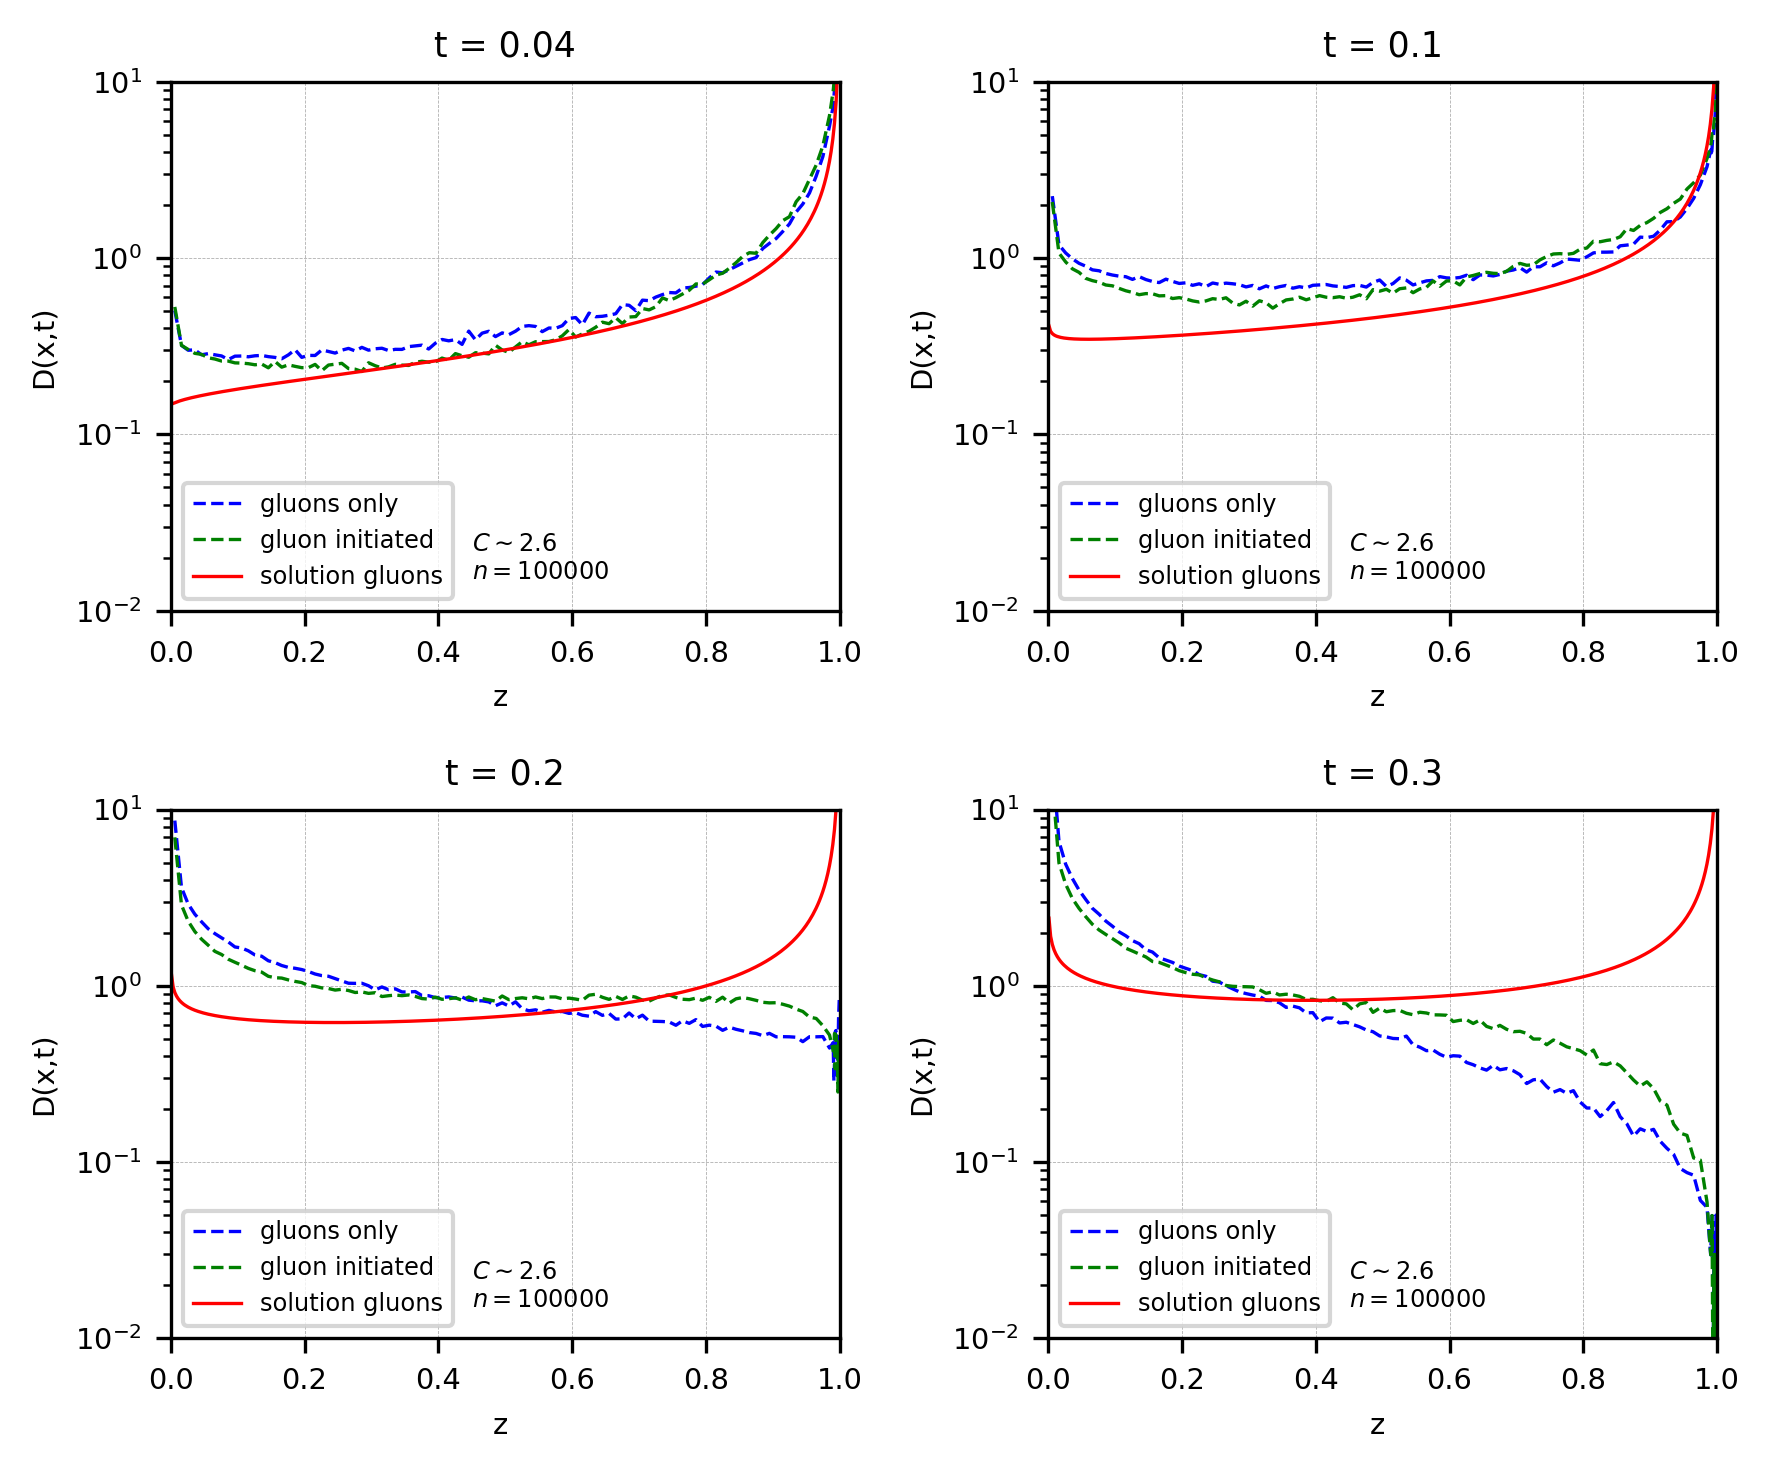 t = 0.04
10¹
10⁰
10⁻¹
10⁻²
D(x,t)
gluons only
gluon initiated
solution gluons
C ∼ 2.6
n = 100000
0.0 0.2 0.4 0.6 0.8 1.0
z
t = 0.1
10¹
10⁰
10⁻¹
10⁻²
D(x,t)
gluons only
gluon initiated
solution gluons
C ∼ 2.6
n = 100000
0.0 0.2 0.4 0.6 0.8 1.0
z
t = 0.2
10¹
10⁰
10⁻¹
10⁻²
D(x,t)
gluons only
gluon initiated
solution gluons
C ∼ 2.6
n = 100000
0.0 0.2 0.4 0.6 0.8 1.0
z
t = 0.3
10¹
10⁰
10⁻¹
10⁻²
D(x,t)
gluons only
gluon initiated
solution gluons
C ∼ 2.6
n = 100000
0.0 0.2 0.4 0.6 0.8 1.0
z